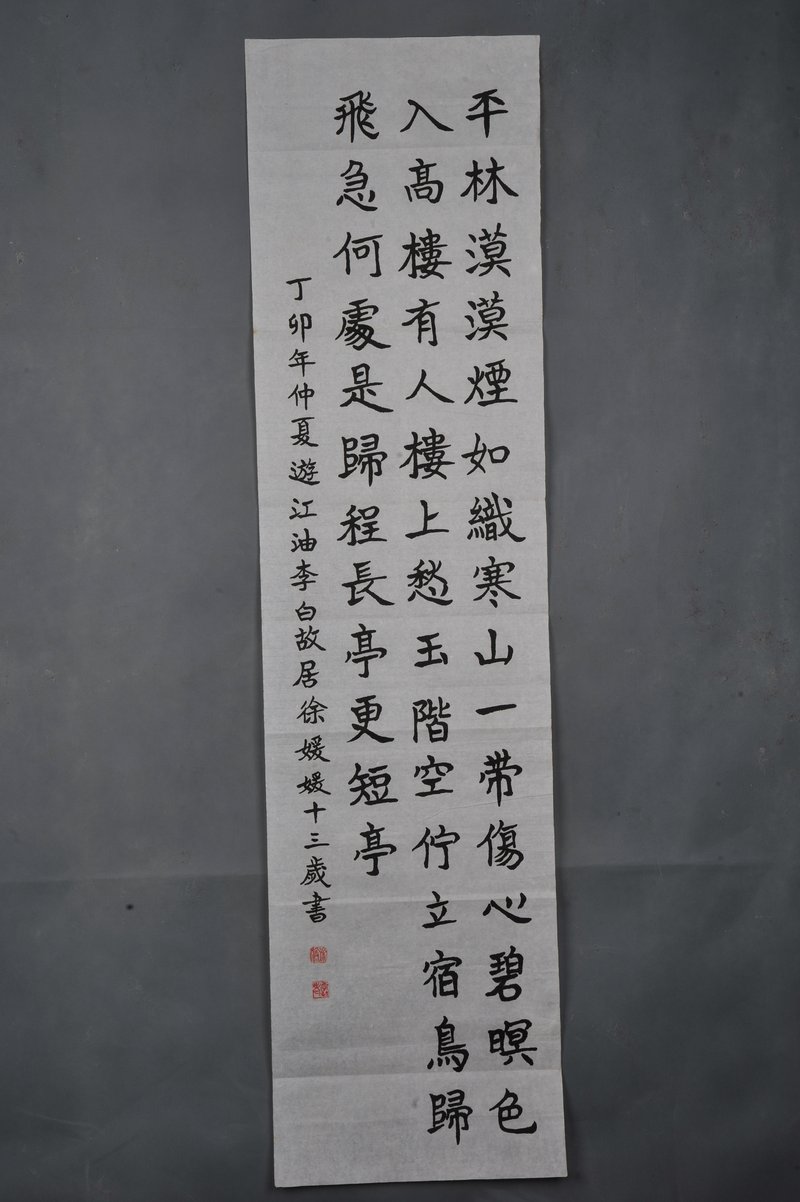 平林漠漠煙如織寒山一帶傷心碧暝色
入高樓有人樓上愁玉階空佇立宿鳥歸
飛急何處是歸程長亭更短亭
丁卯年仲夏遊江油李白故居徐媛媛十三歲書